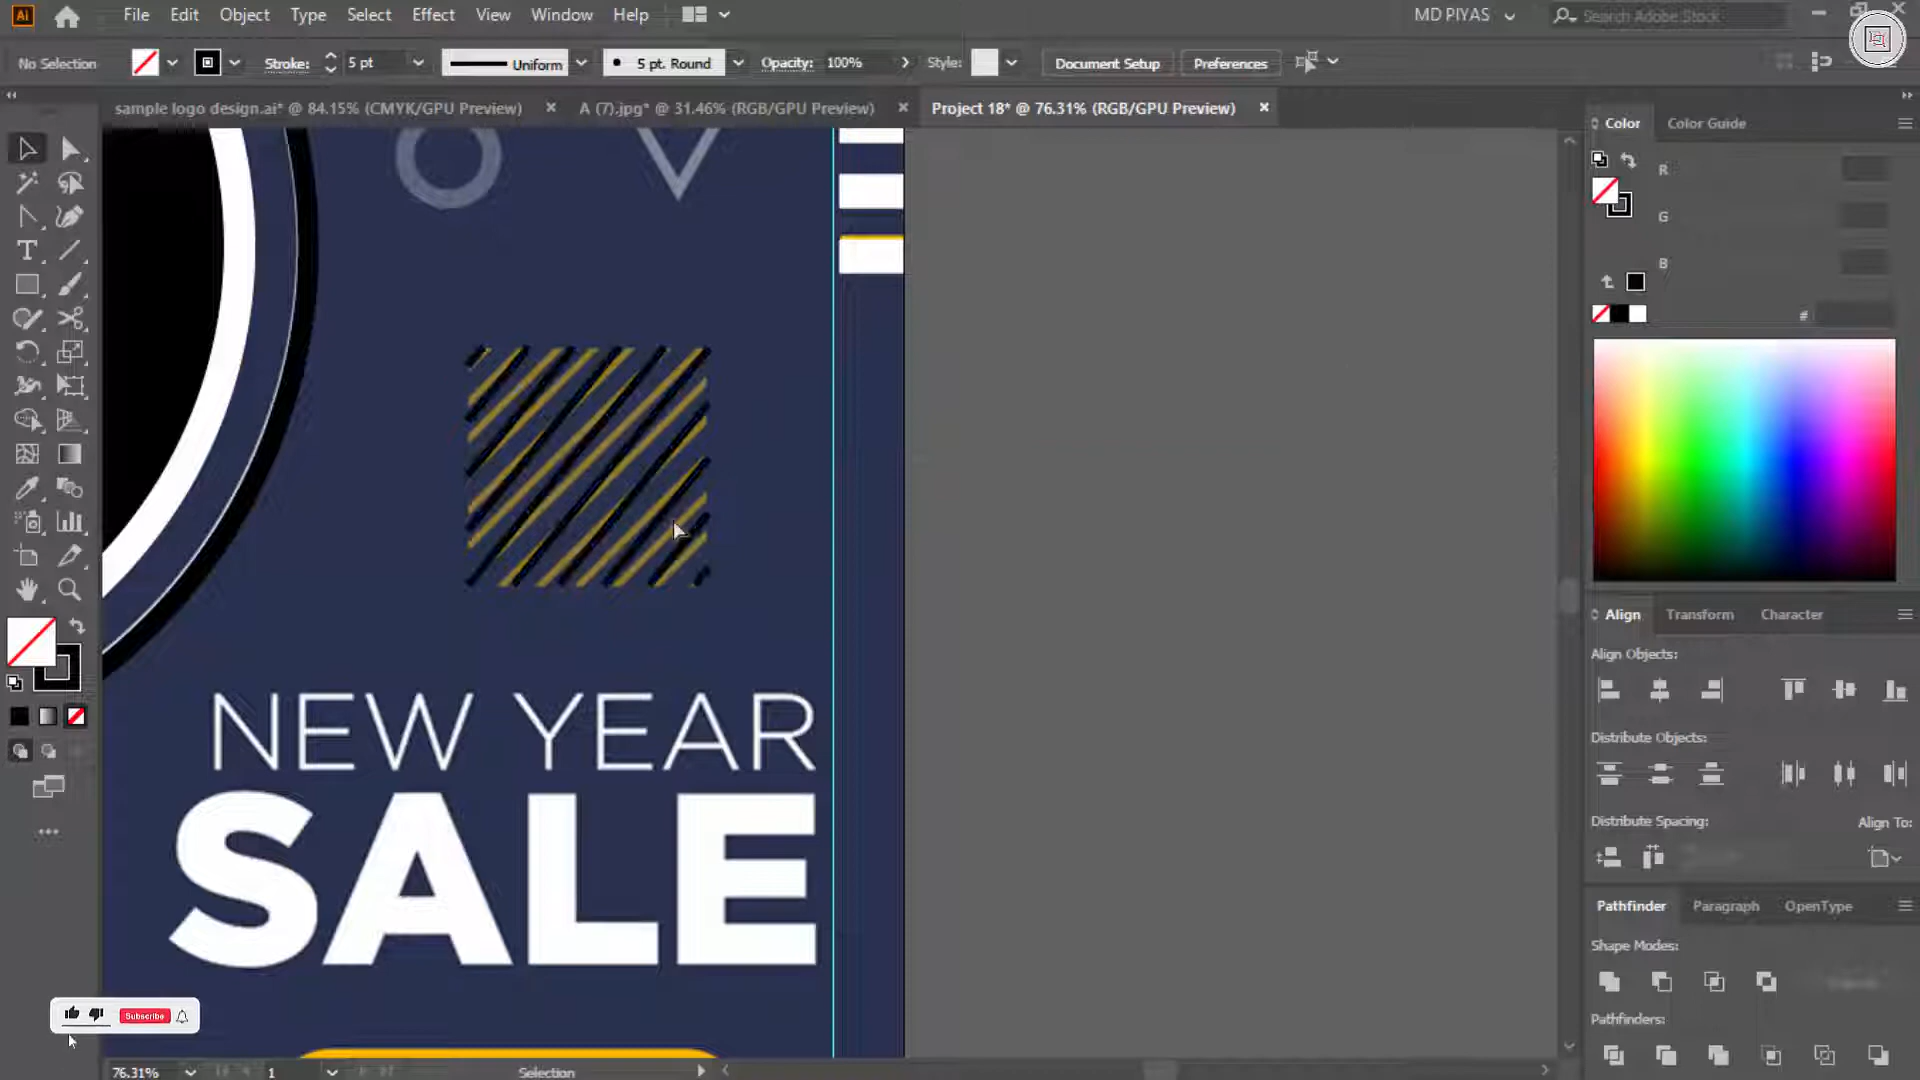 Ai File Edit Object Type Select Effect View Window Help MD PIYAS Search Adobe Stock
No Selection Stroke: 5 pt Uniform 5 pt. Round Opacity: 100% Style: Document Setup Preferences
sample logo design.ai* @ 84.15% (CMYK/GPU Preview) × A (7).jpg* @ 31.46% (RGB/GPU Preview) × Project 18* @ 76.31% (RGB/GPU Preview) ×
Color Color Guide
R
G
B
#
Align Transform Character
Align Objects:
Distribute Objects:
Distribute Spacing: Align To:
Pathfinder Paragraph OpenType
Shape Modes:
Pathfinders:
NEW YEAR
SALE
Subscribe
76.31% 1 Selection